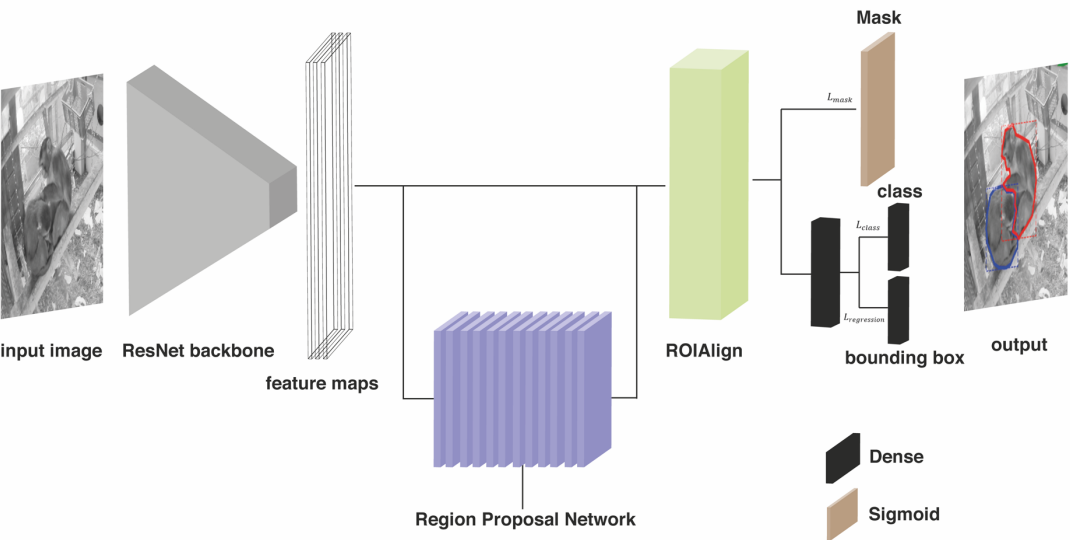 Mask
L_mask
class
L_class
L_regression
input image
ResNet backbone
feature maps
ROIAlign
bounding box
output
Region Proposal Network
Dense
Sigmoid